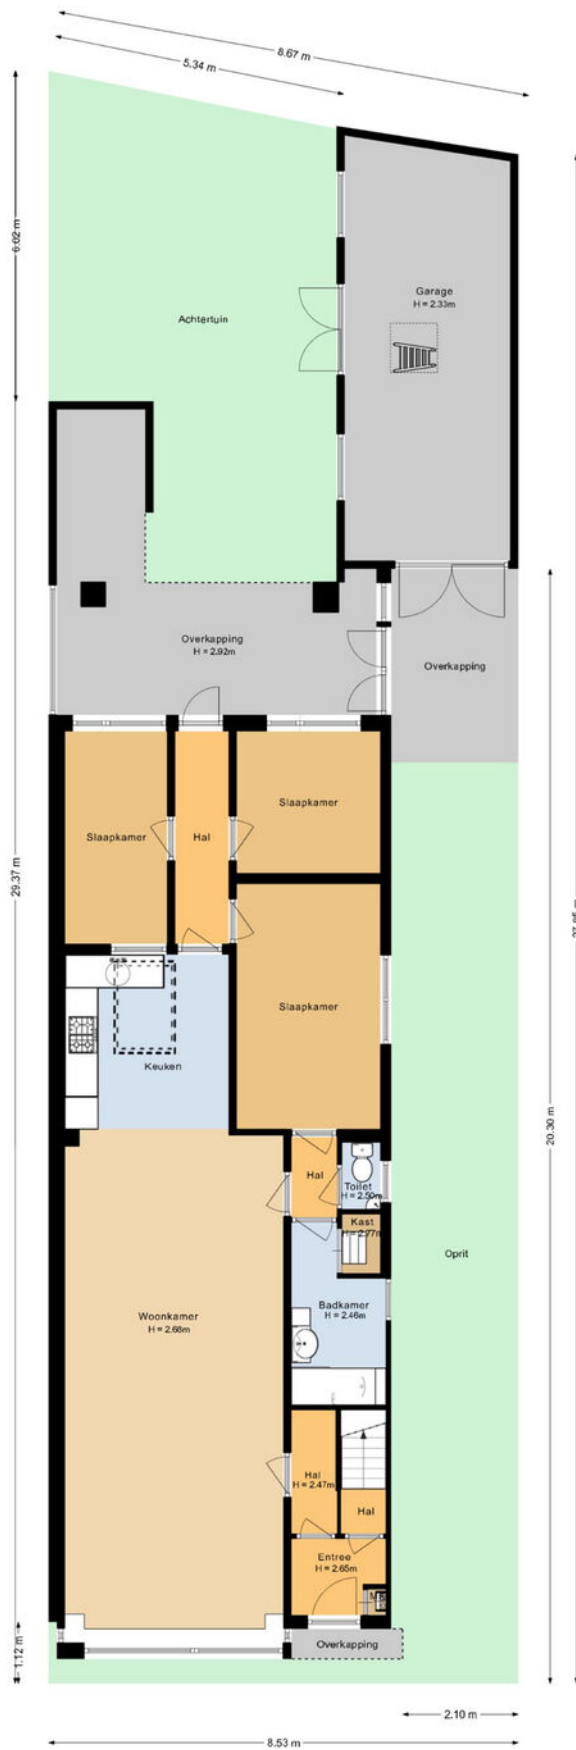 8.67 m
5.34 m
6.02 m
Garage
H = 2.33m
Achtertuin
Overkapping
H = 2.92m
Overkapping
Slaapkamer
Slaapkamer
Hal
29.37 m
Slaapkamer
Keuken
20.30 m
Hal
Toilet
H = 2.50m
Kast
H = 2.77m
Oprit
Badkamer
H = 2.46m
Woonkamer
H = 2.68m
Hal
H = 2.47m
Hal
Entree
H = 2.65m
Overkapping
1.12 m
2.10 m
8.53 m